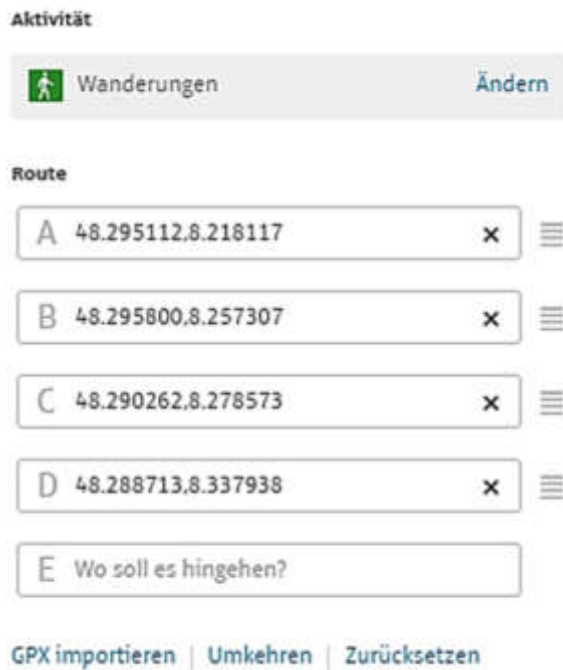 Aktivität
Wanderungen Ändern
Route
A 48.295112,8.218117 ×
B 48.295800,8.257307 ×
C 48.290262,8.278573 ×
D 48.288713,8.337938 ×
E Wo soll es hingehen?
GPX importieren | Umkehren | Zurücksetzen